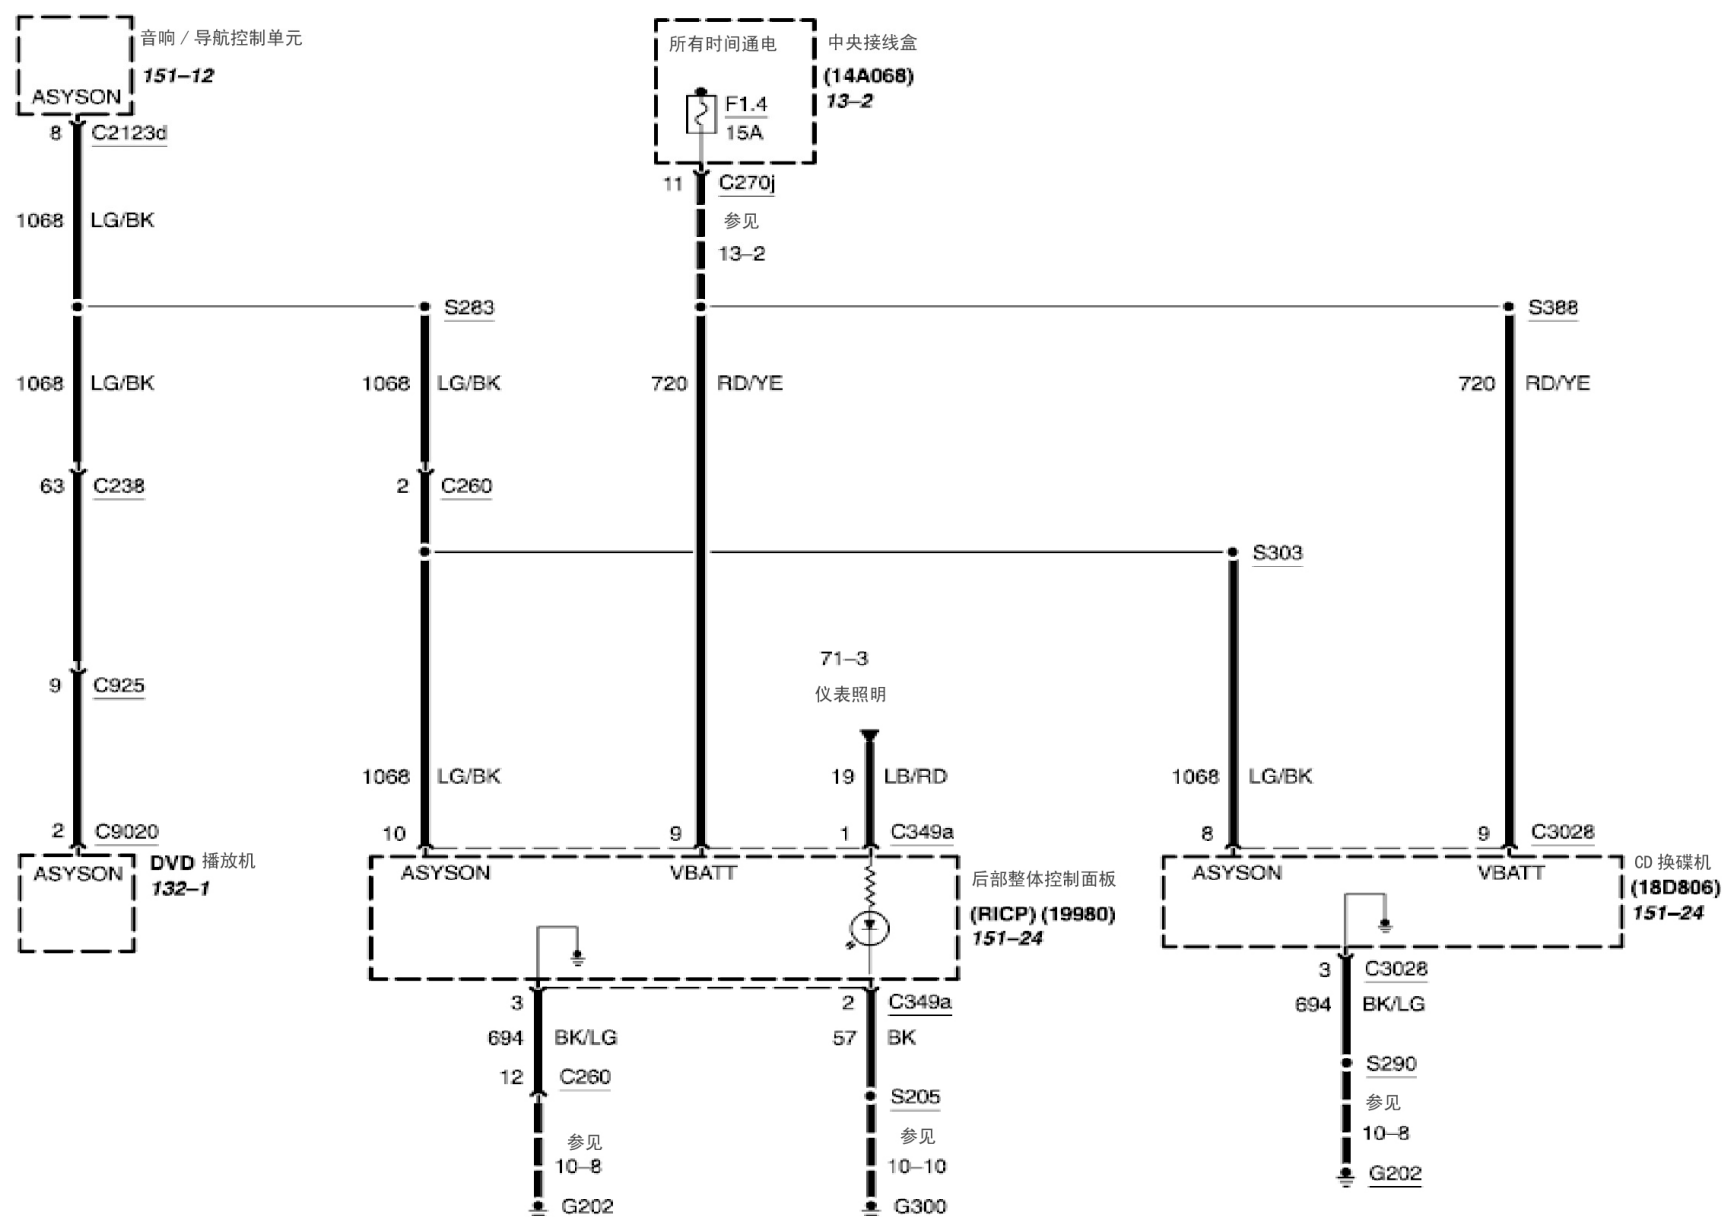 音响 / 导航控制单元
151–12
ASYSON
8 C2123d
1068 LG/BK
所有时间通电
中央接线盒
(14A068)
13–2
F1.4
15A
11 C270j
参见
13–2
S283
S388
1068 LG/BK
1068 LG/BK
720 RD/YE
720 RD/YE
63 C238
2 C260
S303
9 C925
71–3
仪表照明
1068 LG/BK
19 LB/RD
1068 LG/BK
2 C9020
10
9
1 C349a
8
9 C3028
ASYSON
DVD 播放机
132–1
ASYSON
VBATT
后部整体控制面板
(RICP) (19980)
151–24
ASYSON
VBATT
CD 换碟机
(18D806)
151–24
3
2 C349a
3 C3028
694 BK/LG
57 BK
694 BK/LG
12 C260
S205
S290
参见
10–8
G202
参见
10–10
G300
参见
10–8
G202